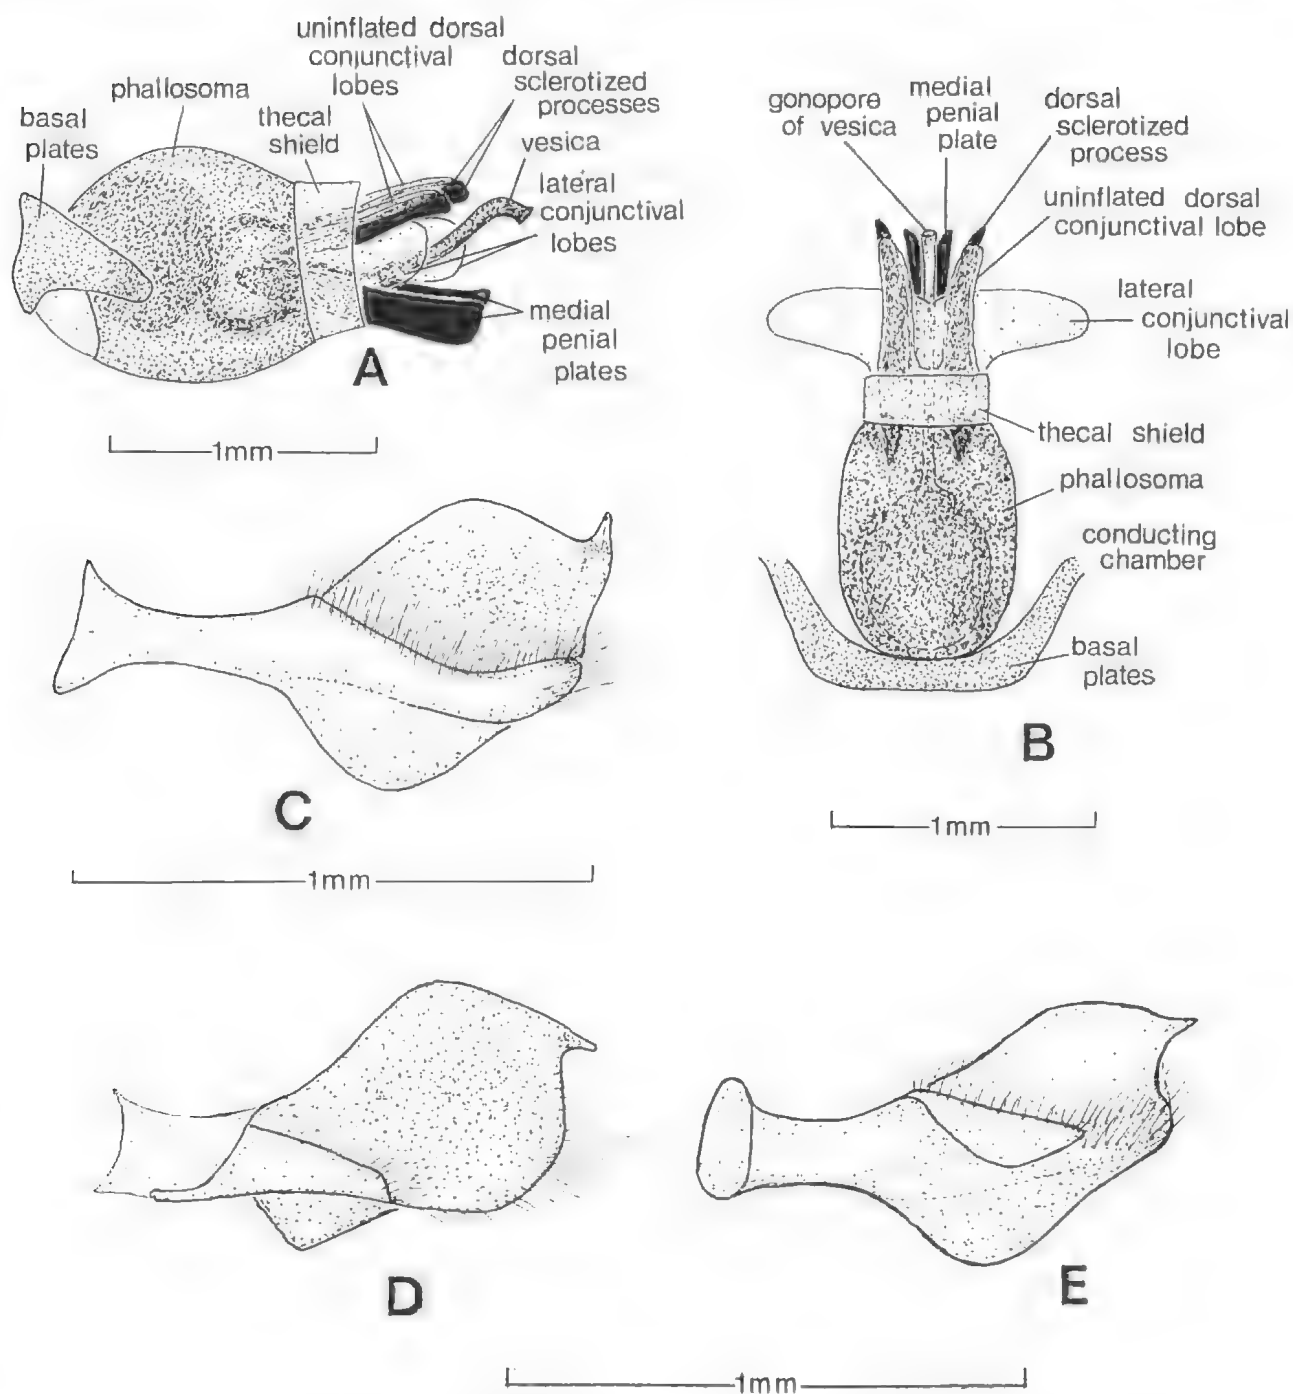 uninflated dorsal
conjunctival
lobes
dorsal
sclerotized
processes
phallosoma
basal
plates
thecal
shield
vesica
lateral
conjunctival
lobes
medial
penial
plates
A
1mm
gonopore
of vesica
medial
penial
plate
dorsal
sclerotized
process
uninflated dorsal
conjunctival lobe
lateral
conjunctival
lobe
thecal shield
phallosoma
conducting
chamber
basal
plates
B
1mm
C
1mm
D
E
1mm